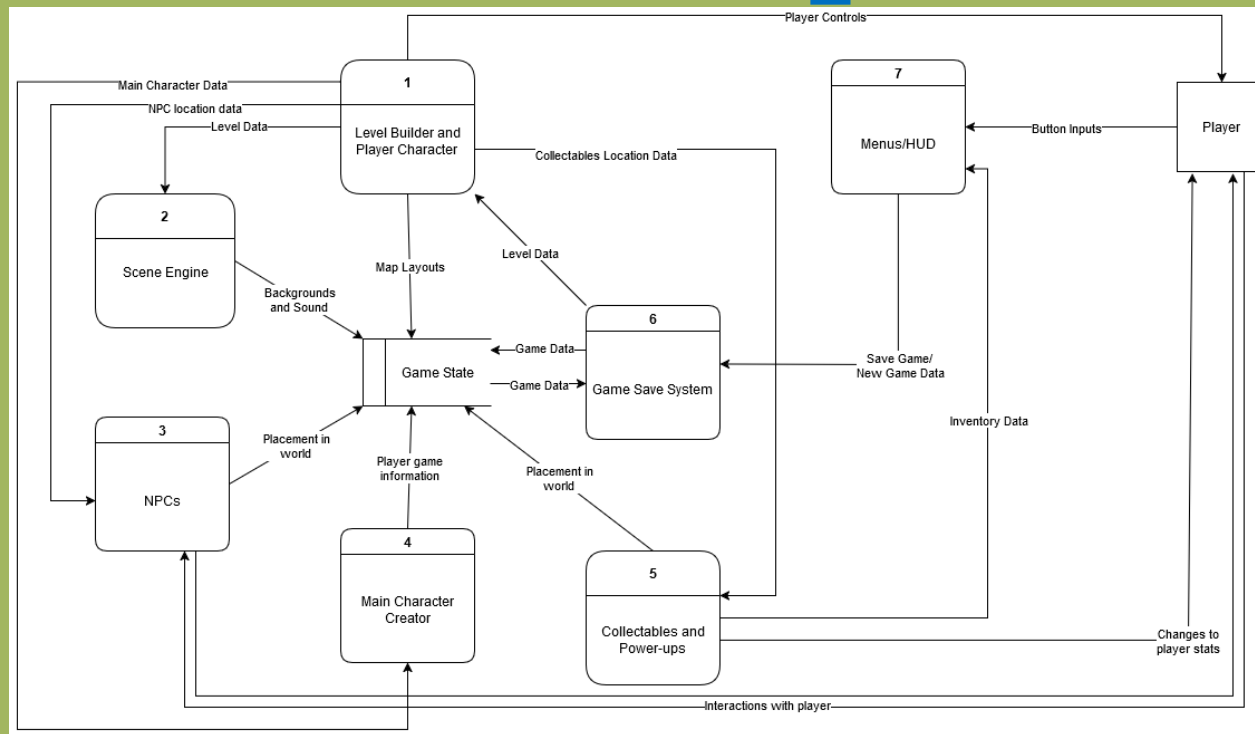 Player Controls
Main Character Data
1
7
NPC location data
Level Data
Level Builder and
Player Character
Collectables Location Data
Menus/HUD
Button Inputs
Player
2
Scene Engine
Map Layouts
Level Data
Backgrounds
and Sound
6
Game State
Game Data
Game Data
Game Save System
Save Game/
New Game Data
3
NPCs
Placement in
world
Player game
information
Placement in
world
Inventory Data
4
Main Character
Creator
5
Collectables and
Power-ups
Changes to
player stats
Interactions with player